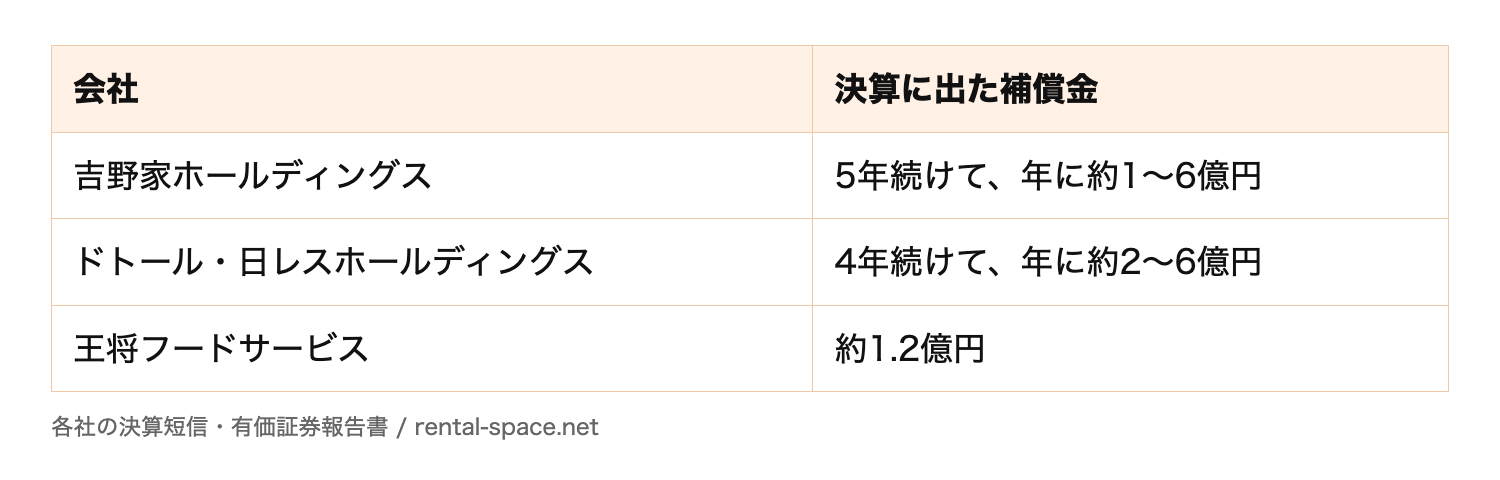 会社
決算に出た補償金
吉野家ホールディングス
5年続けて、年に約1〜6億円
ドトール・日レスホールディングス
4年続けて、年に約2〜6億円
王将フードサービス
約1.2億円
各社の決算短信・有価証券報告書 / rental-space.net